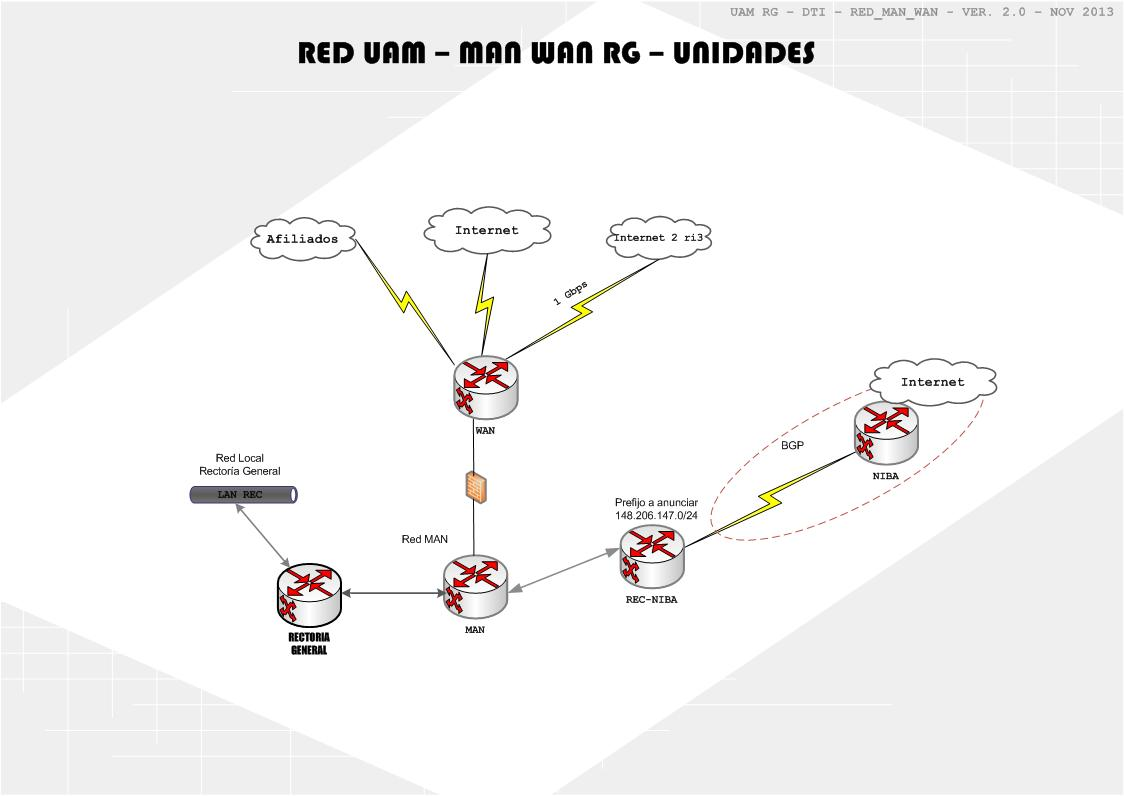 UAM RG – DTI – RED_MAN_WAN – VER. 2.0 – NOV 2013
RED UAM – MAN WAN RG – UNIDADES
Afiliados
Internet
Internet 2 ri3
1 Gbps
WAN
Internet
BGP
NIBA
Red Local
Rectoría General
LAN REC
Prefijo a anunciar
148.206.147.0/24
Red MAN
REC-NIBA
MAN
RECTORIA
GENERAL